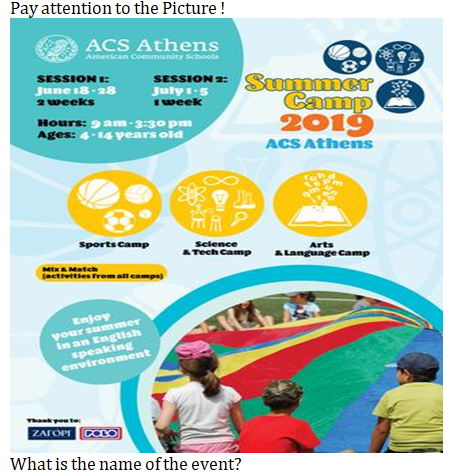 Pay attention to the Picture !
ACS Athens
American Community Schools
SESSION 1:
June 18 - 28
2 weeks
SESSION 2:
July 1 - 5
1 week
Hours: 9 am - 3:30 pm
Ages: 4 - 14 years old
Summer
Camp
2019
ACS Athens
Sports Camp
Science
& Tech Camp
Arts
& Language Camp
Mix & Match
(activities from all camps)
Enjoy
your summer
in an English
speaking
environment
Thank you to:
ΖΑΓΟΡΙ
POLO
What is the name of the event?